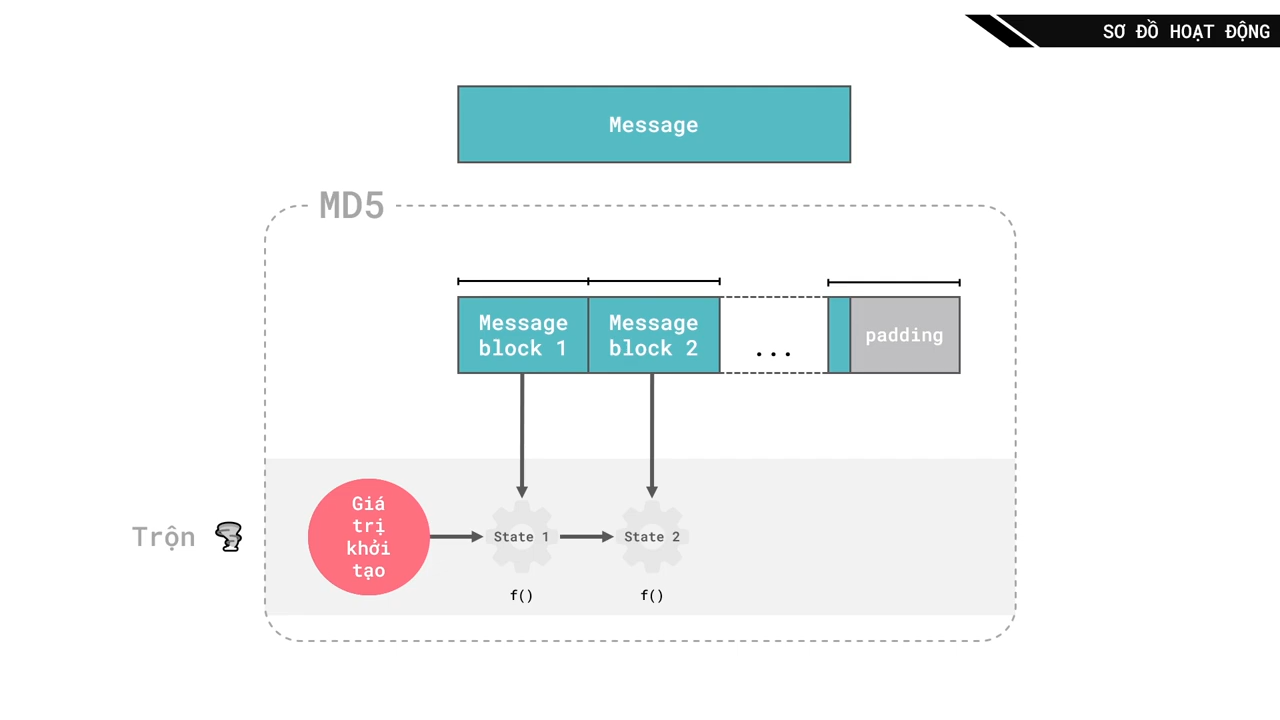 SƠ ĐỒ HOẠT ĐỘNG
Message
MD5
Message
block 1
Message
block 2
...
padding
Trộn
Giá
trị
khởi
tạo
State 1
State 2
f()
f()